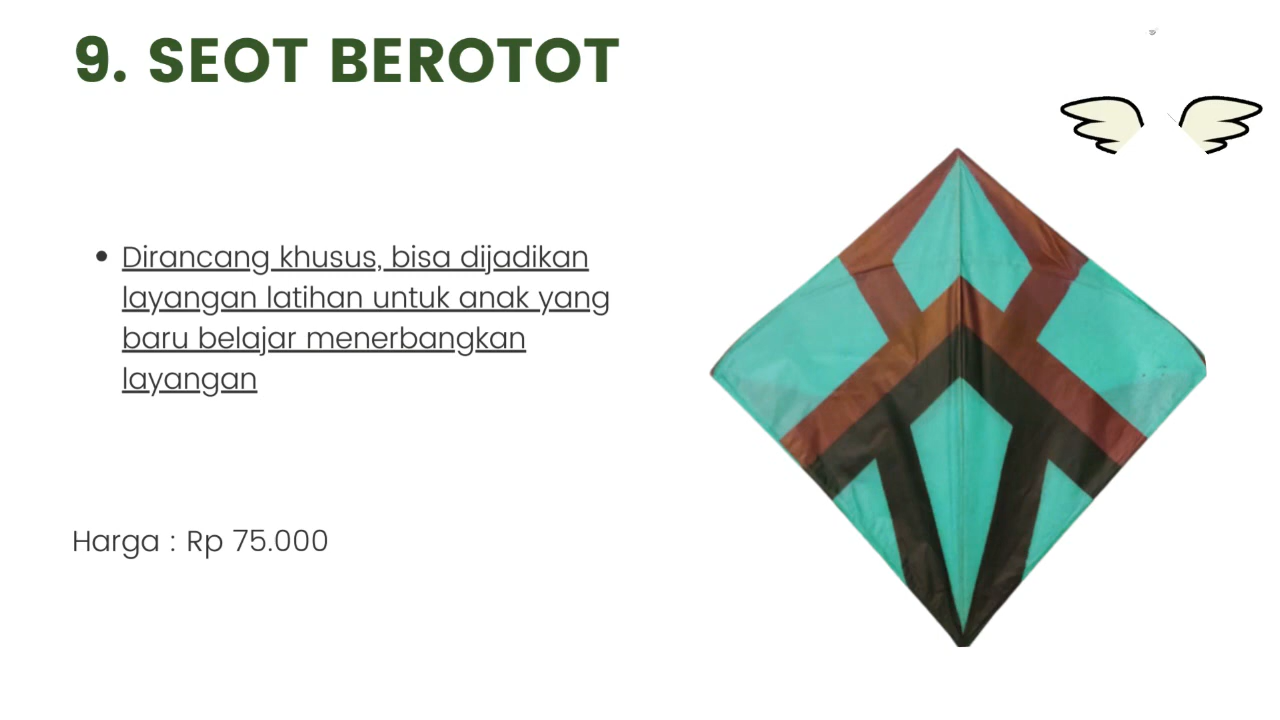 9. SEOT BEROTOT
• Dirancang khusus, bisa dijadikan
layangan latihan untuk anak yang
baru belajar menerbangkan
layangan
Harga : Rp 75.000